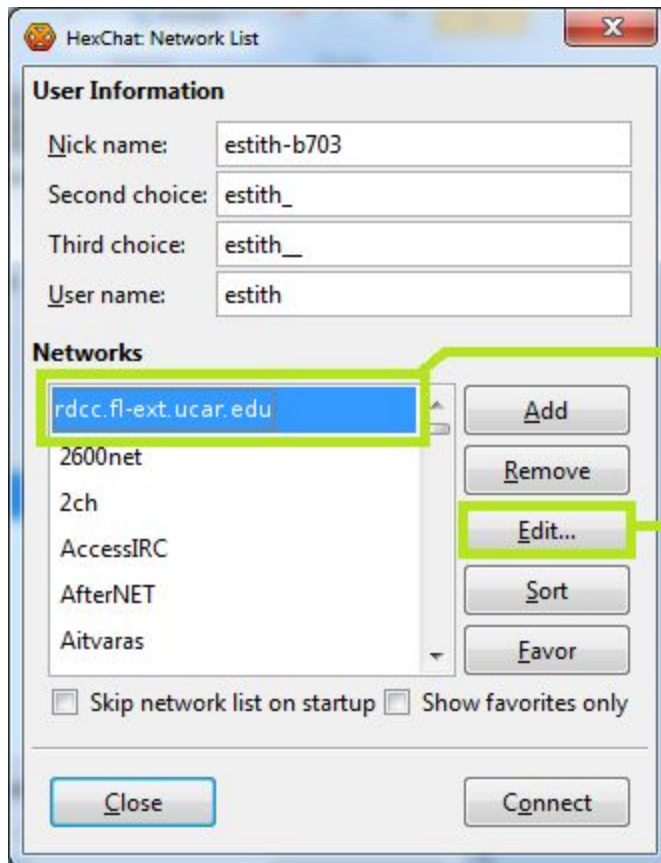 HexChat: Network List
User Information
Nick name: estith-b703
Second choice: estith_
Third choice: estith__
User name: estith
Networks
rdcc.fl-ext.ucar.edu
2600net
2ch
AccessIRC
AfterNET
Aitvaras
Add
Remove
Edit...
Sort
Favor
Skip network list on startup Show favorites only
Close Connect